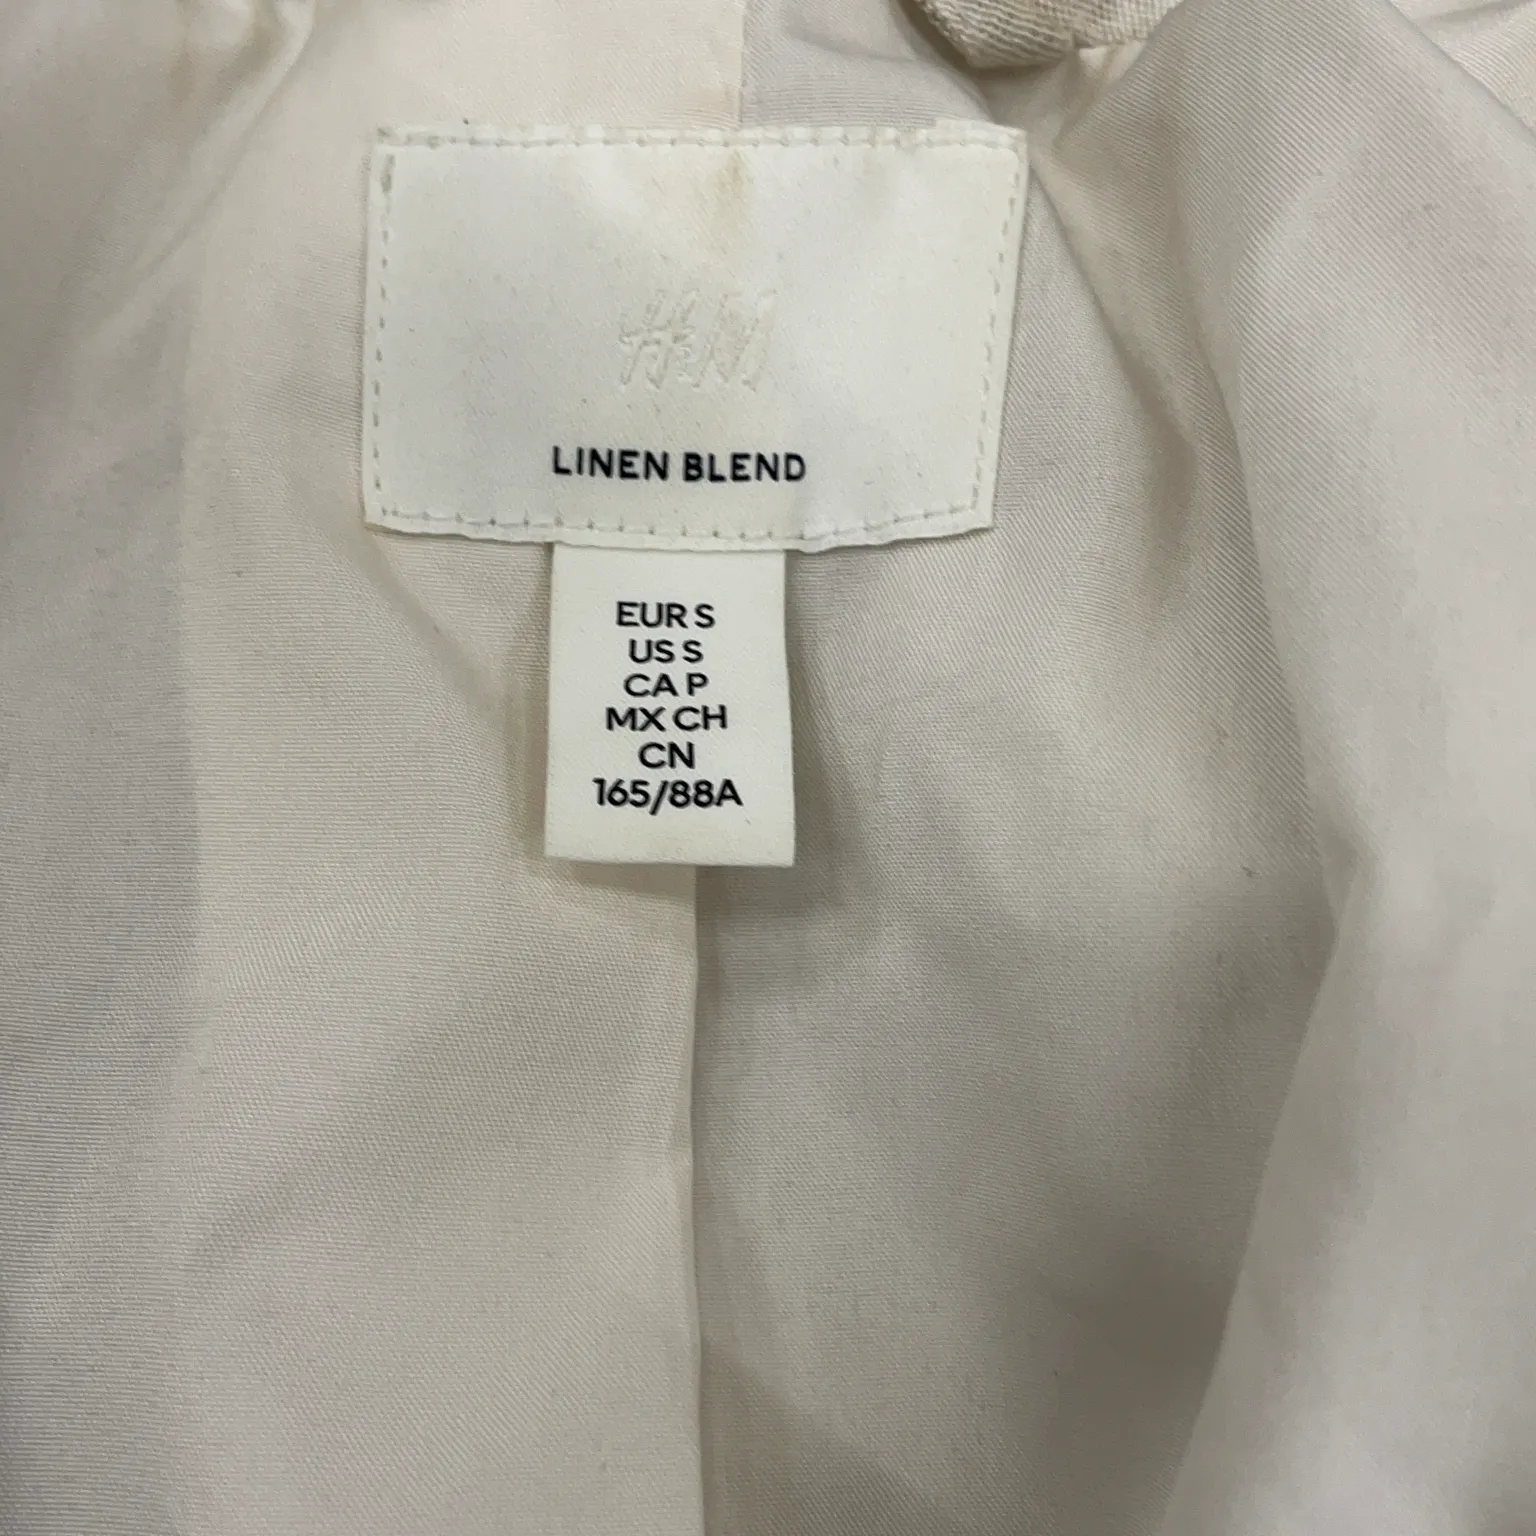 H&M
LINEN BLEND
EUR S
US S
CA P
MX CH
CN
165/88A